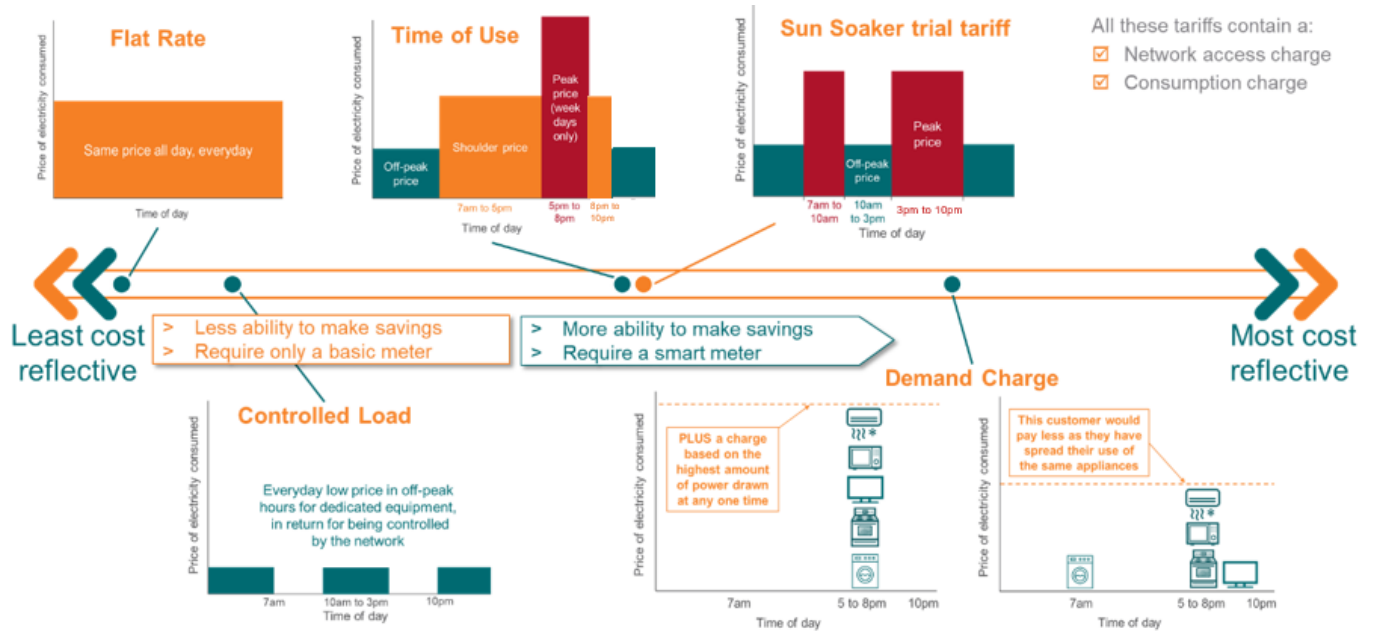 Flat Rate
Price of electricity consumed
Same price all day, everyday
Time of day
Time of Use
Price of electricity consumed
Off-peak
price
Shoulder price
Peak
price
(week
days
only)
7am to 5pm
5pm to
8pm
8pm to
10pm
Time of day
Sun Soaker trial tariff
Price of electricity consumed
Off-peak
price
Peak
price
7am to
10am
10am
to 3pm
3pm to 10pm
Time of day
All these tariffs contain a:
Network access charge
Consumption charge
Least cost
reflective
> Less ability to make savings
> Require only a basic meter
> More ability to make savings
> Require a smart meter
Most cost
reflective
Controlled Load
Price of electricity consumed
Everyday low price in off-peak
hours for dedicated equipment,
in return for being controlled
by the network
7am
10am to 3pm
10pm
Time of day
Demand Charge
Price of electricity consumed
PLUS a charge
based on the
highest amount
of power drawn
at any one time
7am
5 to 8pm
10pm
Time of day
Price of electricity consumed
This customer would
pay less as they have
spread their use of
the same appliances
7am
5 to 8pm
10pm
Time of day